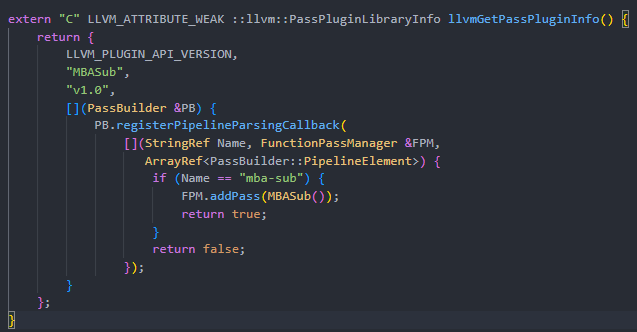 extern "C" LLVM_ATTRIBUTE_WEAK ::llvm::PassPluginLibraryInfo llvmGetPassPluginInfo() {
    return {
        LLVM_PLUGIN_API_VERSION,
        "MBASub",
        "v1.0",
        [](PassBuilder &PB) {
            PB.registerPipelineParsingCallback(
                [](StringRef Name, FunctionPassManager &FPM,
                   ArrayRef<PassBuilder::PipelineElement>) {
                    if (Name == "mba-sub") {
                        FPM.addPass(MBASub());
                        return true;
                    }
                    return false;
                });
        }
    };
}